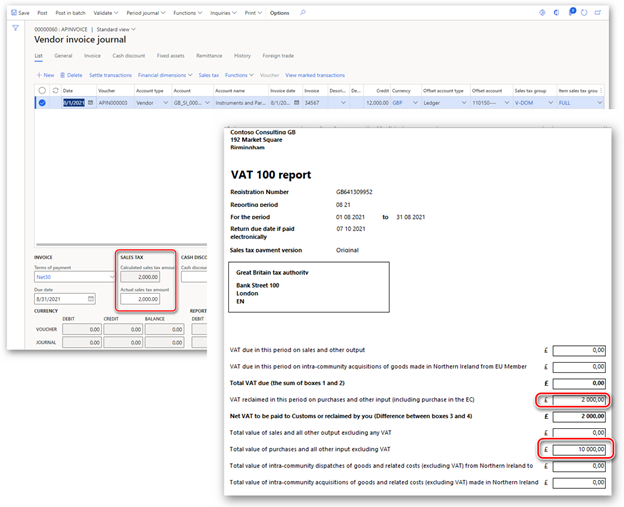 Save Post Post in batch Validate Period journal Functions Inquiries Print Options
00000060 : APINVOICE | Standard view
Vendor invoice journal
List General Invoice Cash discount Fixed assets Remittance History Foreign trade
New Delete Settle transactions Financial dimensions Sales tax Functions Voucher View marked transactions
Date Voucher Account type Account Account name Invoice date Invoice Descri... De... Credit Currency Offset account type Offset account Sales tax group Item sales tax grou
8/1/2021 APIN000003 Vendor GB_SI_000... Instruments and Par... 8/1/20... 34567 12,000.00 GBP Ledger 110150--- V-DOM FULL
INVOICE SALES TAX CASH DISCO
Terms of payment Calculated sales tax amount Cash discount
Net30 2,000.00
Due date Actual sales tax amount
8/31/2021 2,000.00
CURRENCY REPORT
DEBIT CREDIT BALANCE DEBIT
VOUCHER 0.00 0.00 0.00
JOURNAL 0.00 0.00 0.00
Contoso Consulting GB
192 Market Square
Birmingham
VAT 100 report
Registration Number GB641309952
Reporting period 08 21
For the period 01 08 2021 to 31 08 2021
Return due date if paid 07 10 2021
electronically
Sales tax payment version Original
Great Britain tax authority
Bank Street 100
London
EN
VAT due in this period on sales and other output £ 0,00
VAT due in this period on intra-community acquisitions of goods made in Northern Ireland from EU Member £ 0,00
Total VAT due (the sum of boxes 1 and 2) £ 0,00
VAT reclaimed in this period on purchases and other input (including purchase in the EC) £ 2 000,00
Net VAT to be paid to Customs or reclaimed by you (Difference between boxes 3 and 4) £ 2 000,00
Total value of sales and all other output excluding any VAT £ 0,00
Total value of purchases and all other input excluding VAT £ 10 000,00
Total value of intra-community dispatches of goods and related costs (excluding VAT) from Northern Ireland to £ 0,00
Total value of intra-community acquisitions of goods and related costs (excluding VAT) made in Northern Ireland £ 0,00